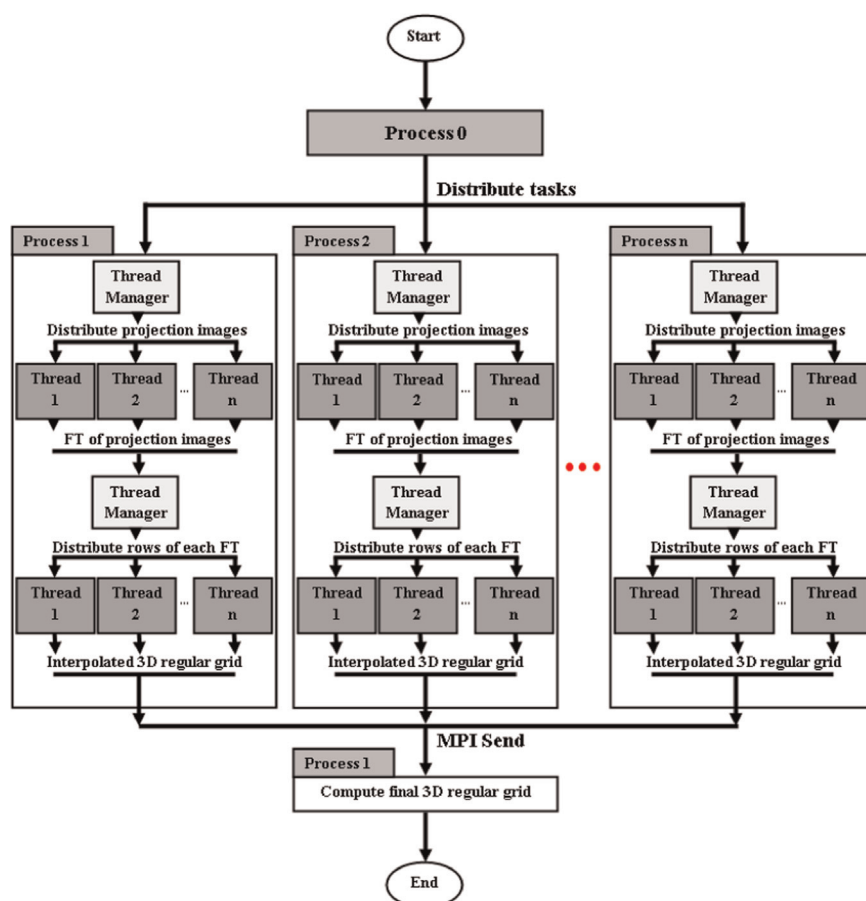 Start
Process 0
Distribute tasks
Process 1
Thread
Manager
Distribute projection images
Thread
1
Thread
2
...
Thread
n
FT of projection images
Thread
Manager
Distribute rows of each FT
Thread
1
Thread
2
...
Thread
n
Interpolated 3D regular grid
Process 2
Thread
Manager
Distribute projection images
Thread
1
Thread
2
...
Thread
n
FT of projection images
Thread
Manager
Distribute rows of each FT
Thread
1
Thread
2
...
Thread
n
Interpolated 3D regular grid
...
Process n
Thread
Manager
Distribute projection images
Thread
1
Thread
2
...
Thread
n
FT of projection images
Thread
Manager
Distribute rows of each FT
Thread
1
Thread
2
...
Thread
n
Interpolated 3D regular grid
MPI Send
Process 1
Compute final 3D regular grid
End